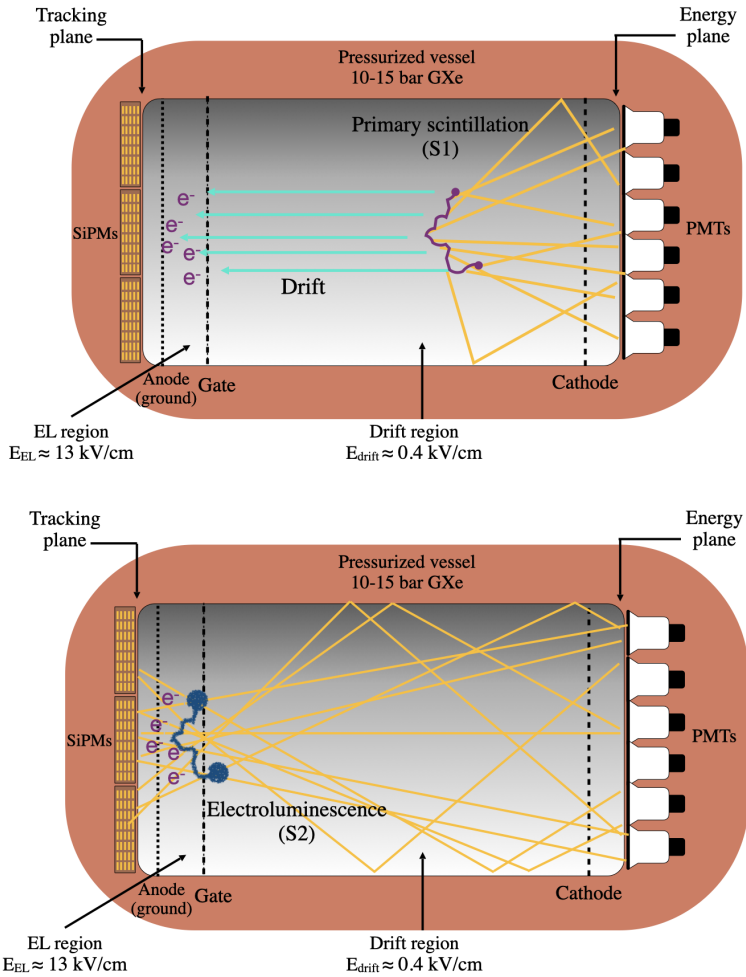 Tracking
plane
Energy
plane
Pressurized vessel
10-15 bar GXe
Primary scintillation
(S1)
e-
e-
e-
e-
e-
SiPMs
PMTs
Drift
Anode
(ground)
Gate
Cathode
EL region
E_EL ≈ 13 kV/cm
Drift region
E_drift ≈ 0.4 kV/cm
Tracking
plane
Energy
plane
Pressurized vessel
10-15 bar GXe
e-
e-
e-
e
e-
SiPMs
PMTs
Electroluminescence
(S2)
Anode
(ground)
Gate
Cathode
EL region
E_EL ≈ 13 kV/cm
Drift region
E_drift ≈ 0.4 kV/cm